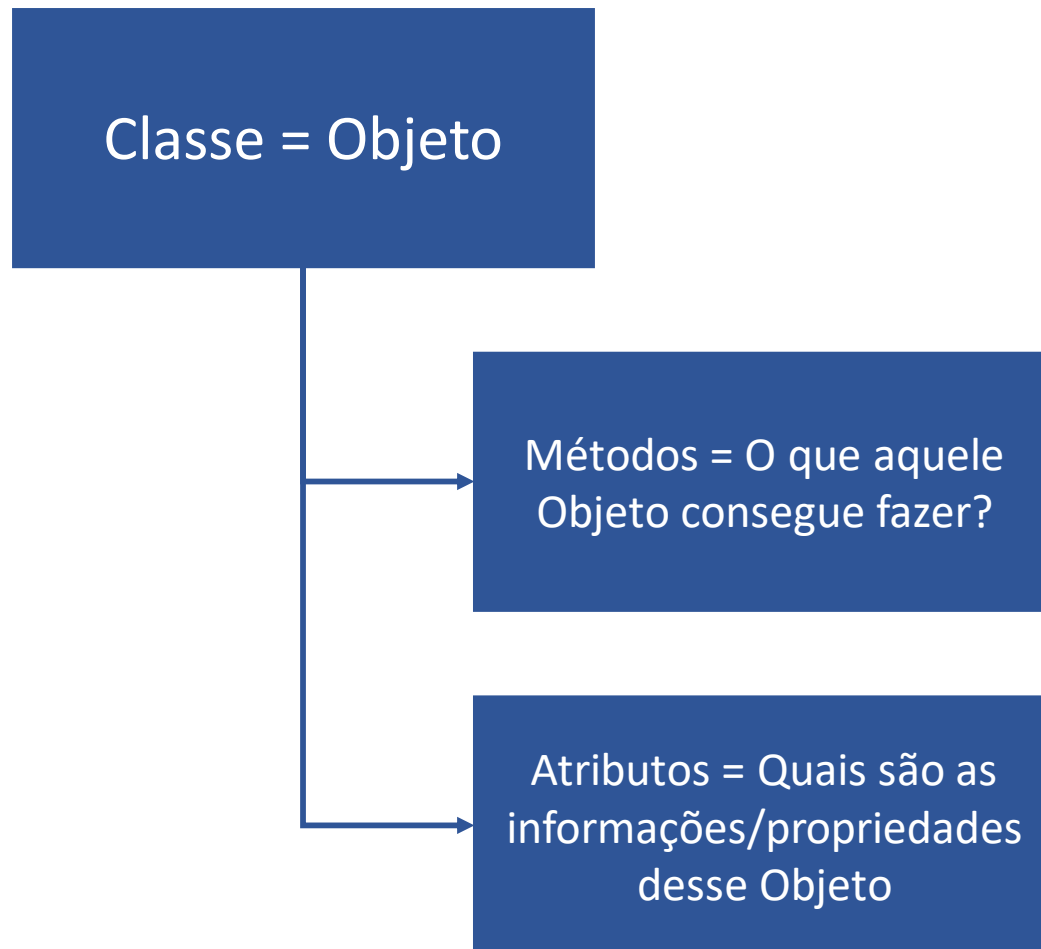 Classe = Objeto
Métodos = O que aquele
Objeto consegue fazer?
Atributos = Quais são as
informações/propriedades
desse Objeto